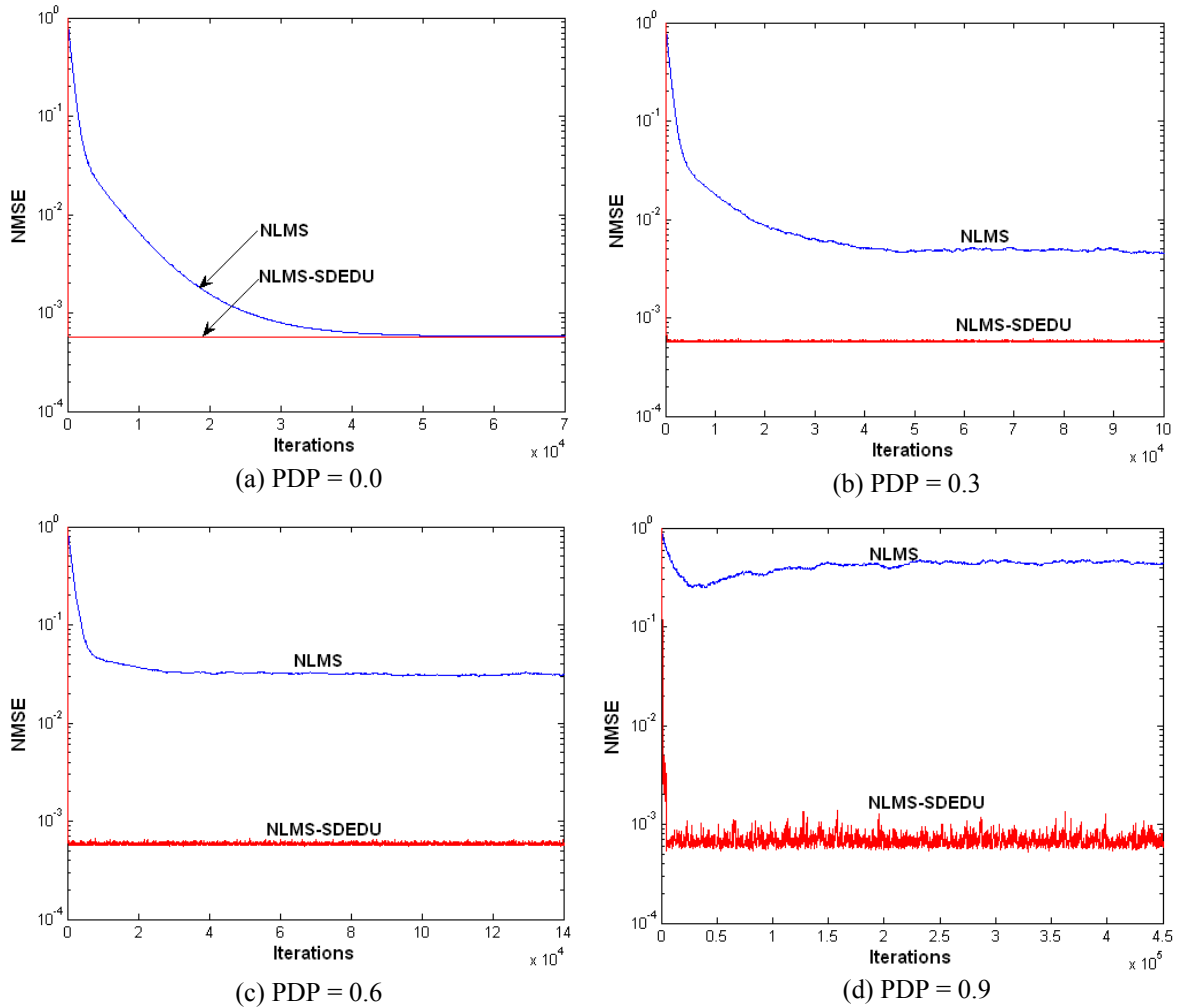 10^0
10^-1
10^-2
10^-3
10^-4
NMSE
NLMS
NLMS-SDEDU
0 1 2 3 4 5 6 7
Iterations
x 10^4
(a) PDP = 0.0
10^0
10^-1
10^-2
10^-3
10^-4
NMSE
NLMS
NLMS-SDEDU
0 1 2 3 4 5 6 7 8 9 10
Iterations
x 10^4
(b) PDP = 0.3
10^0
10^-1
10^-2
10^-3
10^-4
NMSE
NLMS
NLMS-SDEDU
0 2 4 6 8 10 12 14
Iterations
x 10^4
(c) PDP = 0.6
10^0
10^-1
10^-2
10^-3
10^-4
NMSE
NLMS
NLMS-SDEDU
0 0.5 1 1.5 2 2.5 3 3.5 4 4.5
Iterations
x 10^5
(d) PDP = 0.9